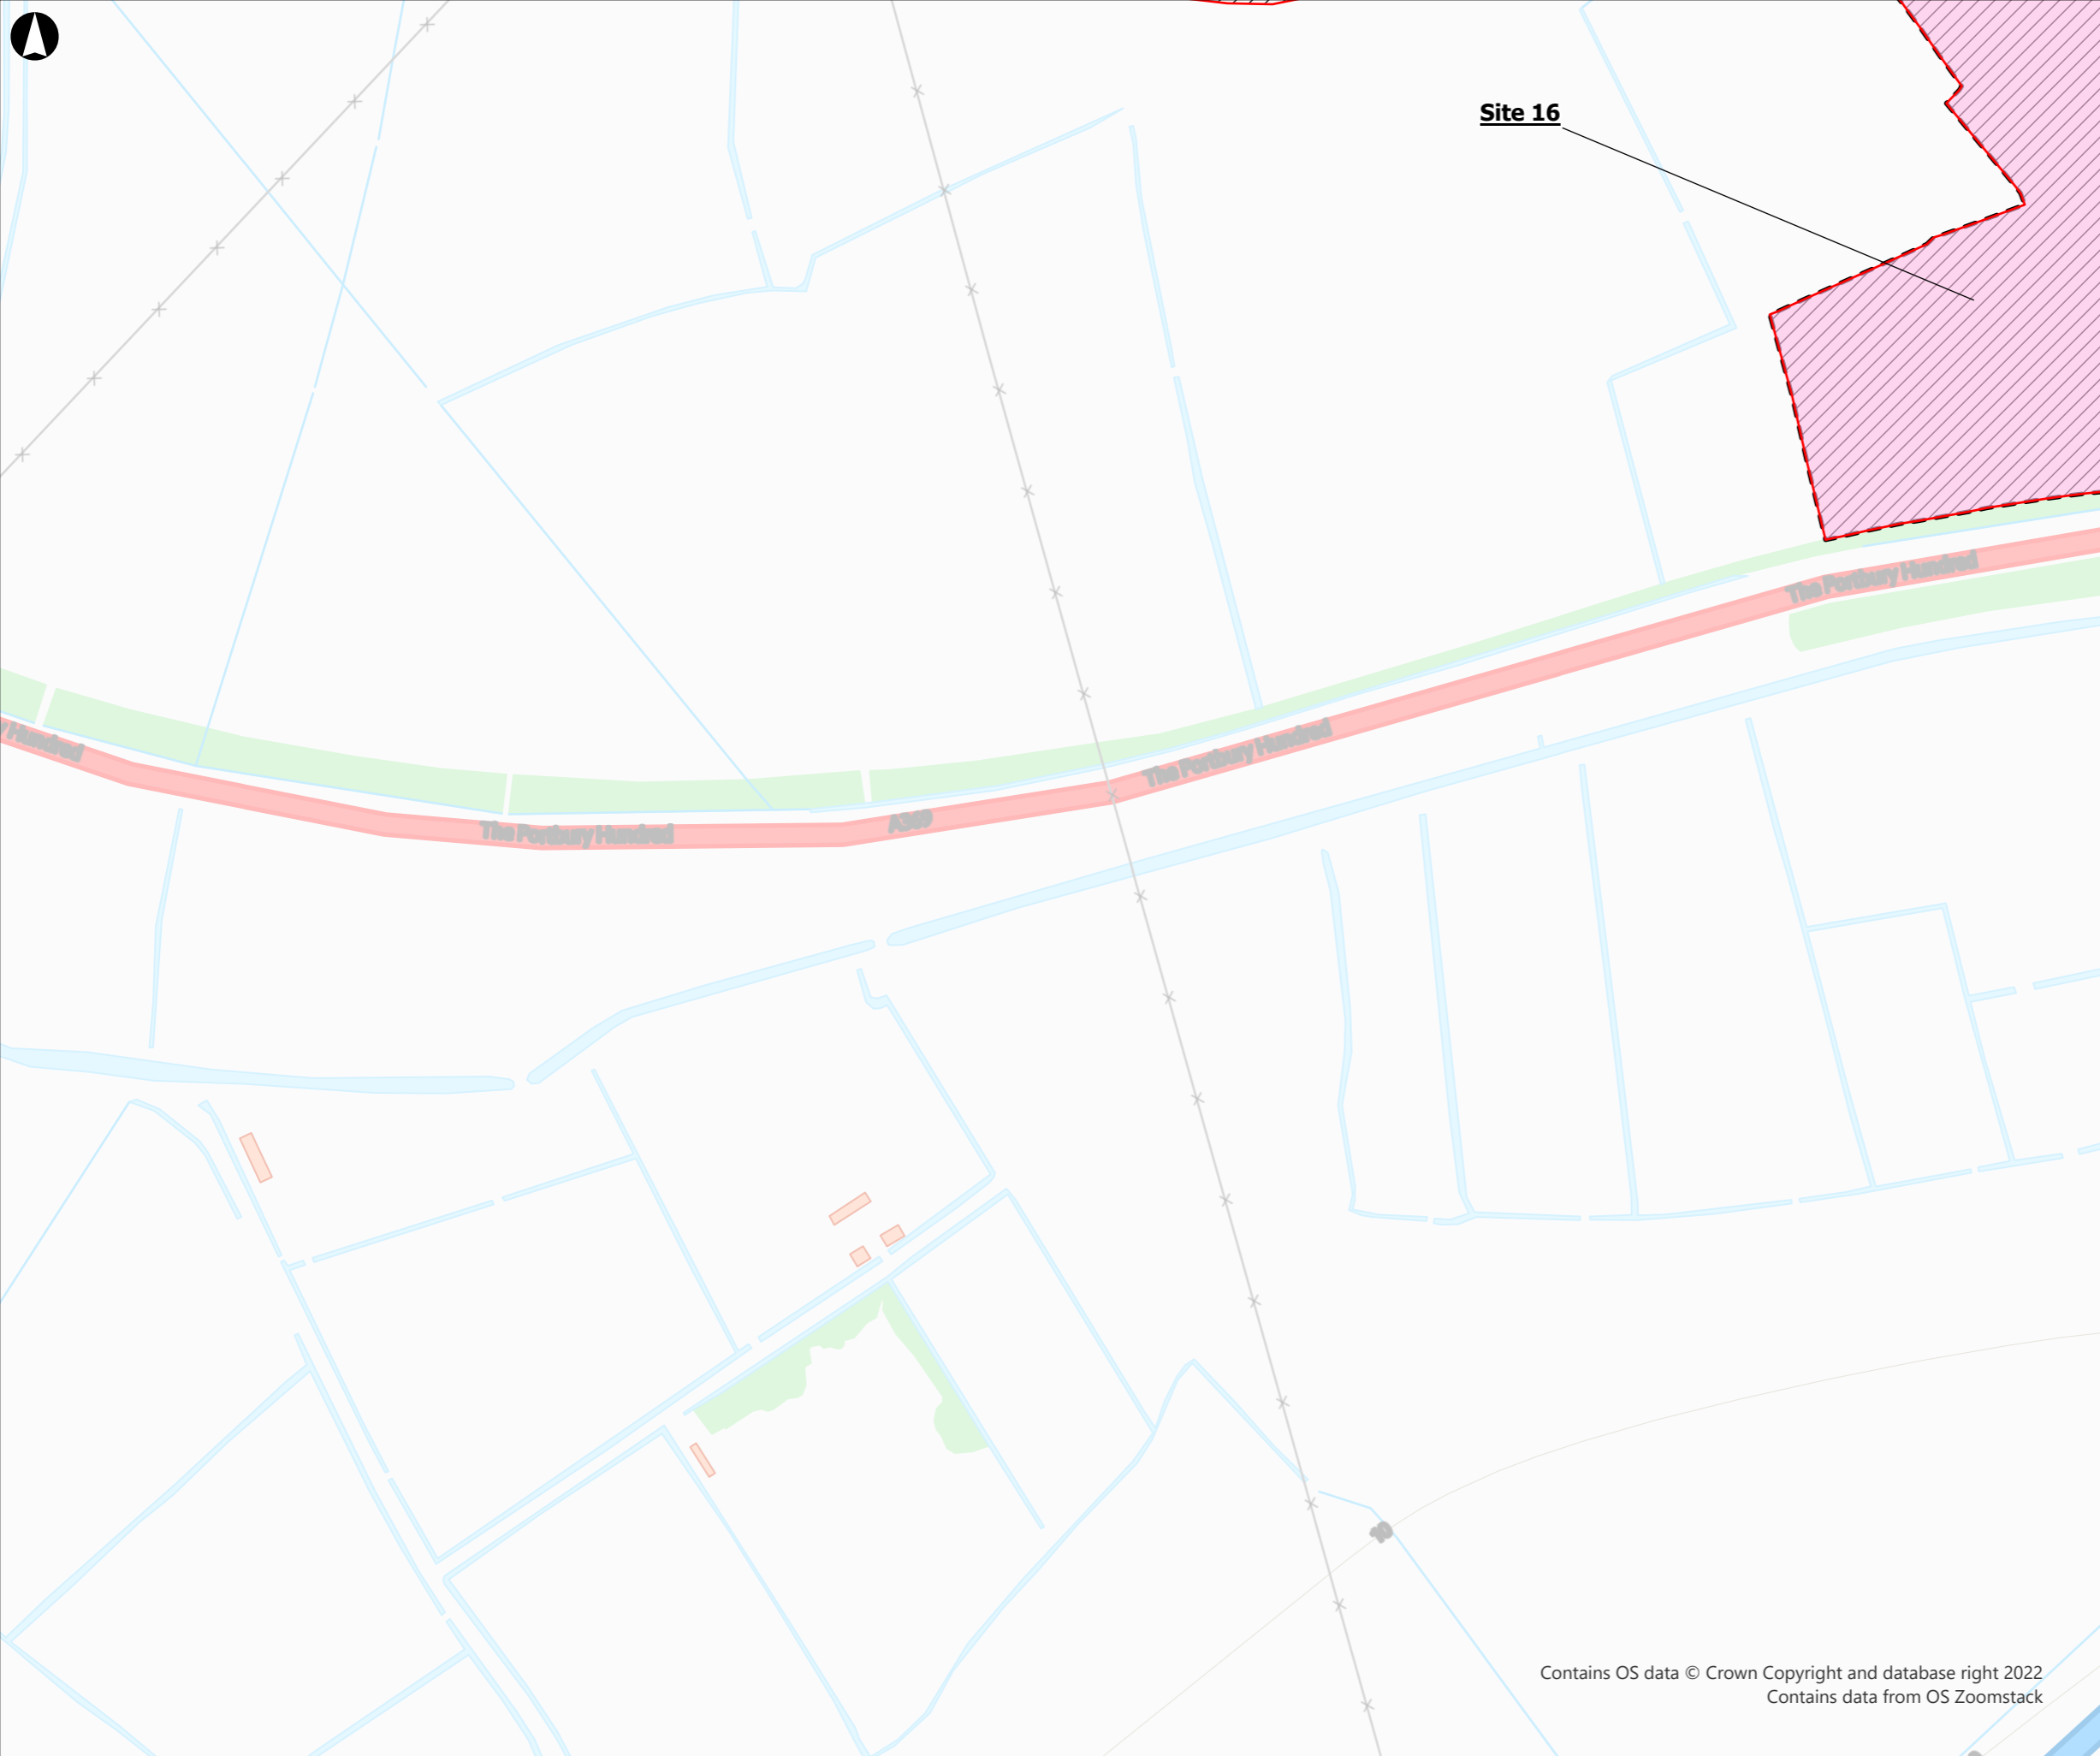 Site 16
The Portbury Hundred
The Portbury Hundred
y Hundred
A369
The Portbury Hundred
Contains OS data © Crown Copyright and database right 2022
Contains data from OS Zoomstack